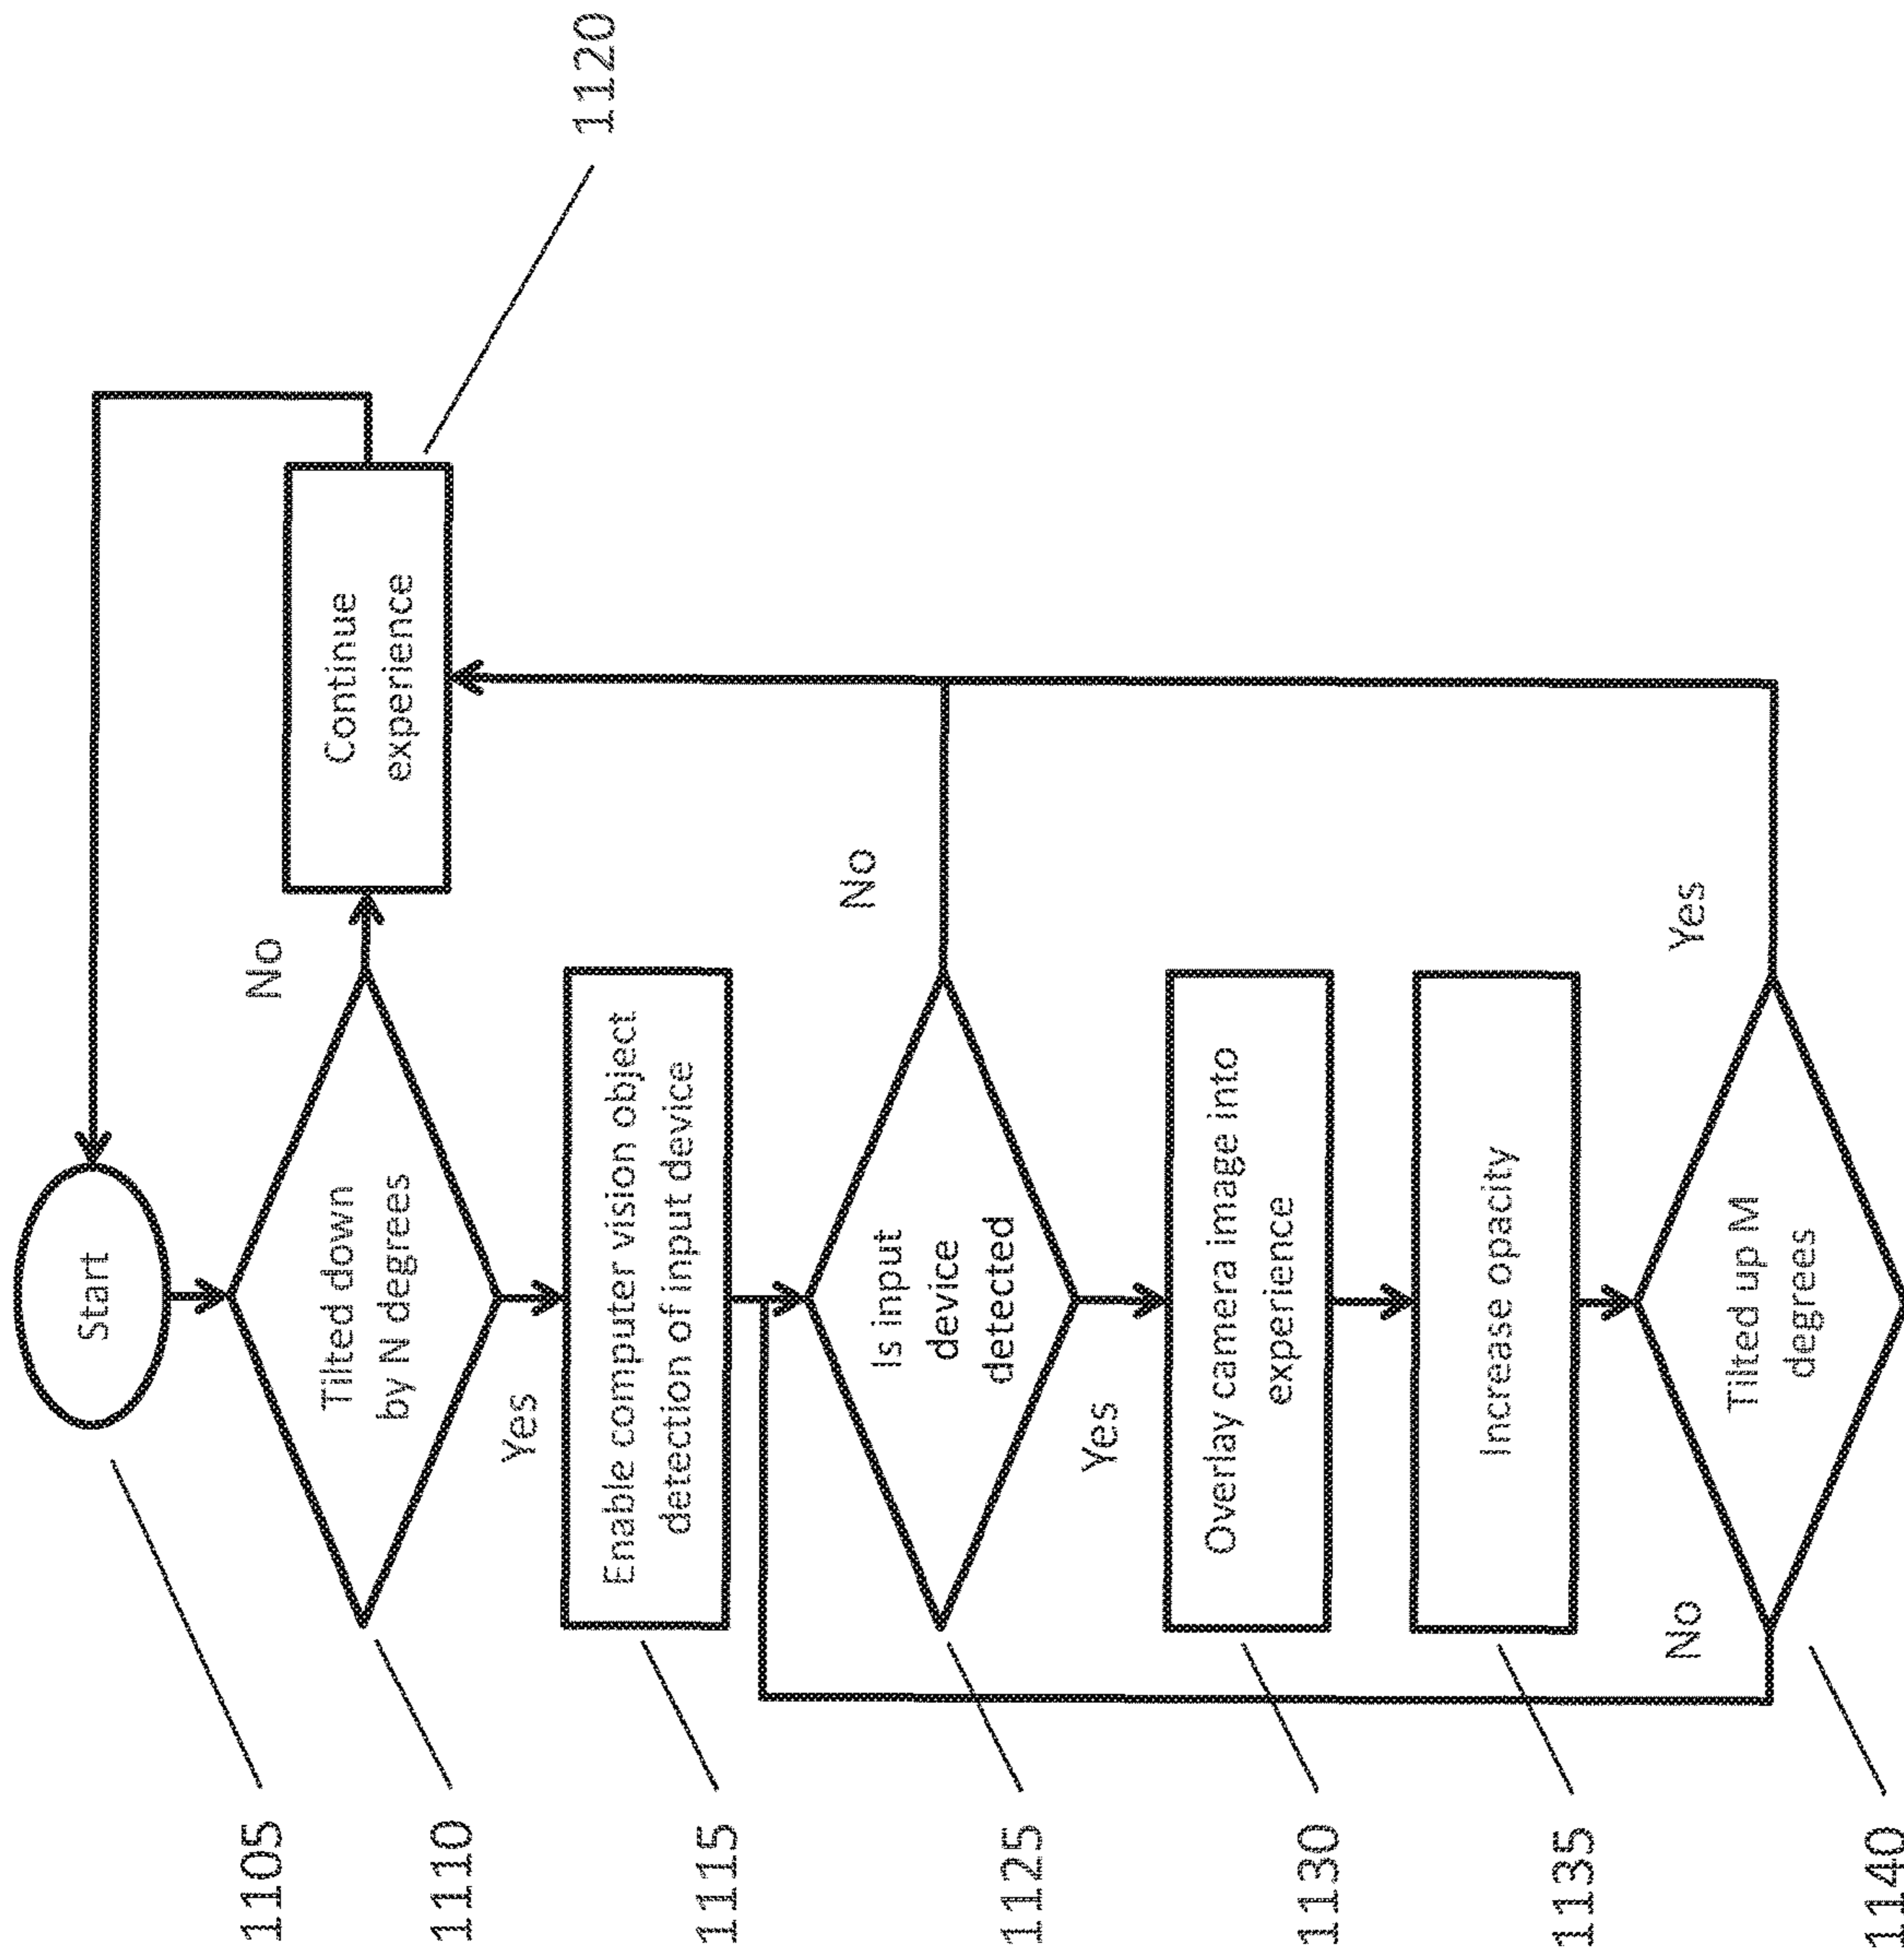 Start
1105
Tilted down
by N degrees
1110
No
Continue
experience
1120
Yes
Enable computer vision object
detection of input device
1115
Is input
device
detected
1125
No
Yes
Overlay camera image into
experience
1130
Increase opacity
1135
Tilted up M
degrees
1140
No
Yes